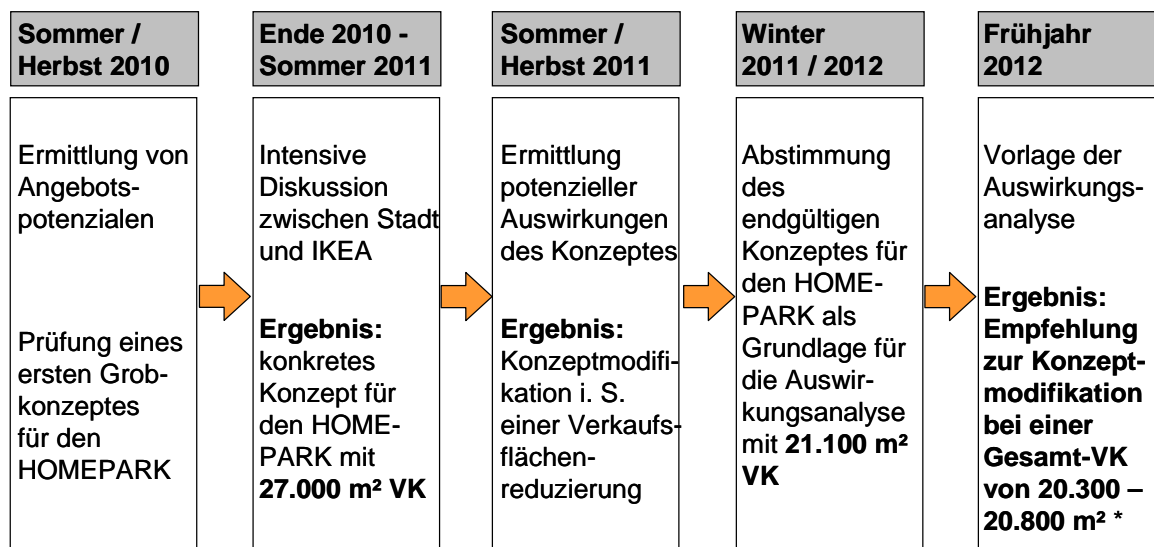 Sommer /
Herbst 2010
Ermittlung von
Angebots-
potenzialen
Prüfung eines
ersten Grob-
konzeptes
für den
HOMEPARK
Ende 2010 -
Sommer 2011
Intensive
Diskussion
zwischen Stadt
und IKEA
Ergebnis:
konkretes
Konzept für
den HOME-
PARK mit
27.000 m² VK
Sommer /
Herbst 2011
Ermittlung
potenzieller
Auswirkungen
des Konzeptes
Ergebnis:
Konzeptmodifi-
kation i. S.
einer Verkaufs-
flächen-
reduzierung
Winter
2011 / 2012
Abstimmung
des
endgültigen
Konzeptes für
den HOME-
PARK als
Grundlage für
die Auswir-
kungsanalyse
mit 21.100 m²
VK
Frühjahr
2012
Vorlage der
Auswirkungs-
analyse
Ergebnis:
Empfehlung
zur Konzept-
modifikation
bei einer
Gesamt-VK
von 20.300 –
20.800 m² *